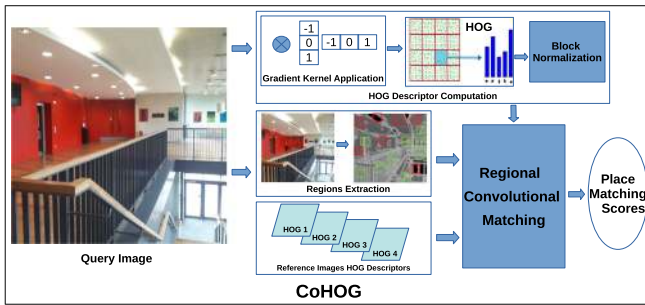 -1
0
1
-1 0 1
Gradient Kernel Application
HOG
Block
Normalization
HOG Descriptor Computation
Query Image
Regions Extraction
Regional
Convolutional
Matching
Place
Matching
Scores
HOG 1
HOG 2
HOG 3
HOG 4
Reference Images HOG Descriptors
CoHOG